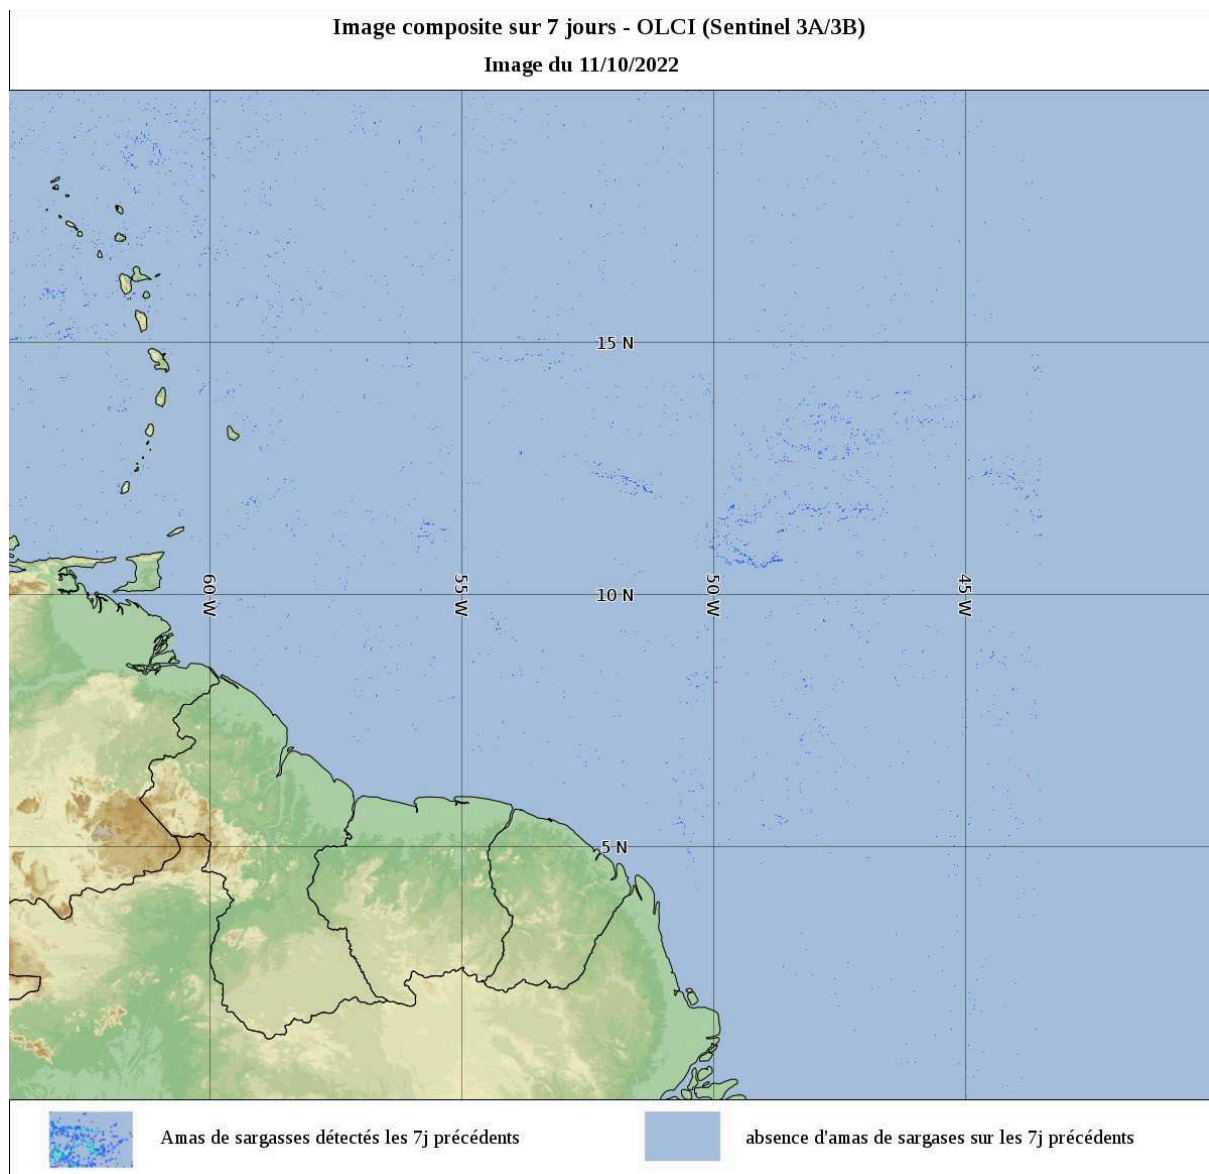 Image composite sur 7 jours - OLCI (Sentinel 3A/3B)
Image du 11/10/2022
15 N
60 W
55 W
10 N
50 W
45 W
5 N
Amas de sargasses détectés les 7j précédents
absence d'amas de sargases sur les 7j précédents